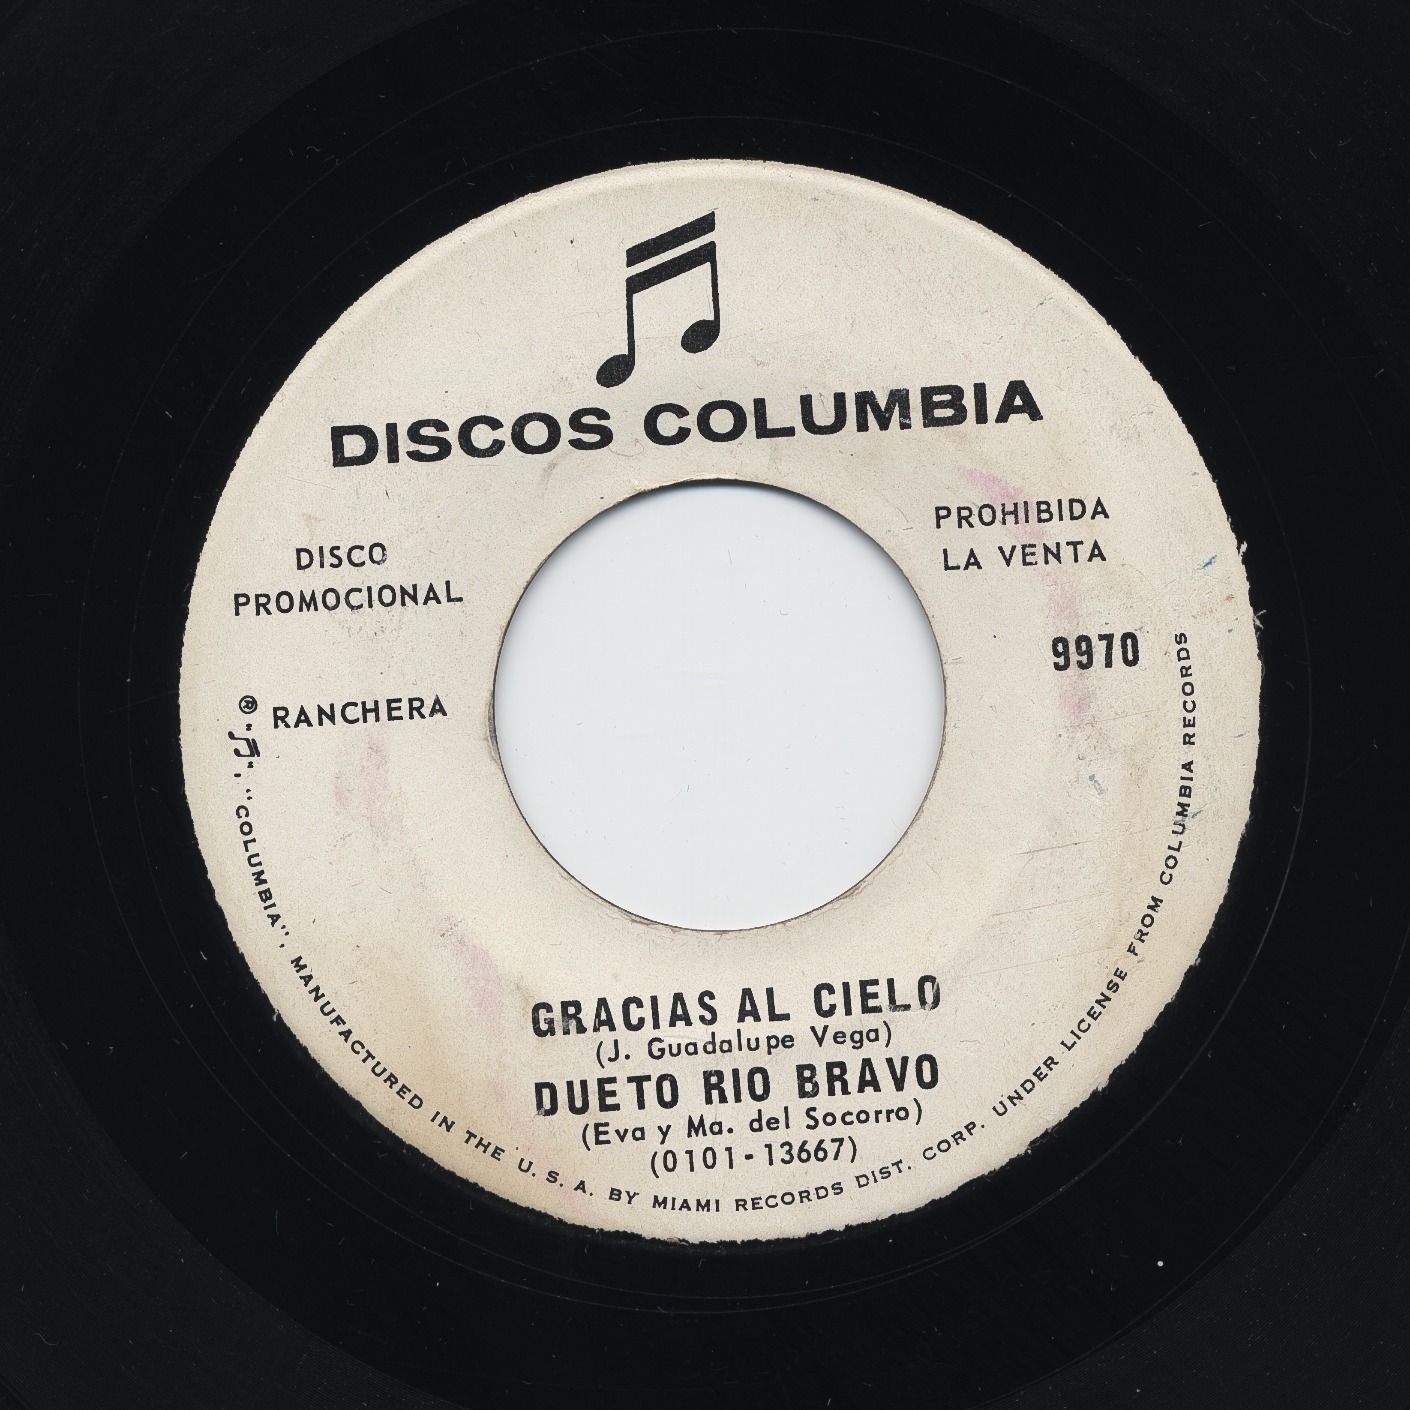 DISCOS COLUMBIA
DISCO
PROMOCIONAL
PROHIBIDA
LA VENTA
9970
RANCHERA
GRACIAS AL CIELO
(J. Guadalupe Vega)
DUETO RIO BRAVO
(Eva y Ma. del Socorro)
(0101-13667)
® "♫". "COLUMBIA". MANUFACTURED IN THE U. S. A. BY MIAMI RECORDS DIST. CORP. UNDER LICENSE FROM COLUMBIA RECORDS